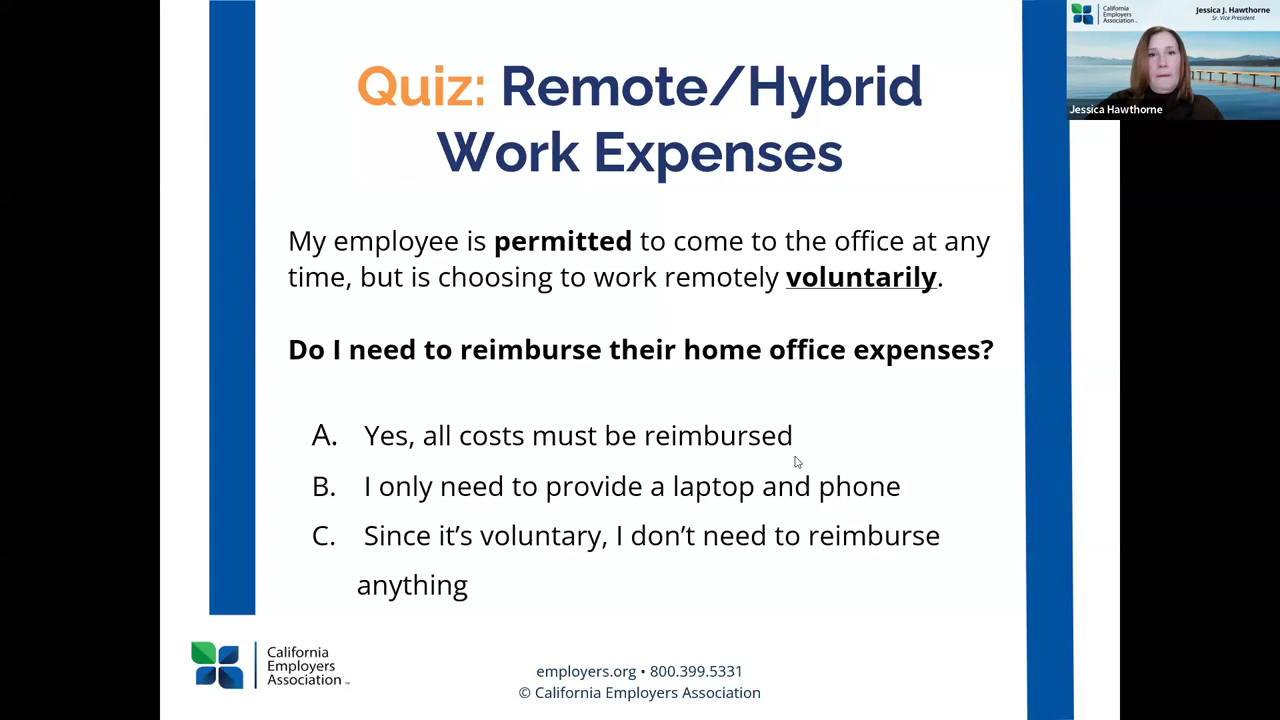 Quiz: Remote/Hybrid
Work Expenses
My employee is permitted to come to the office at any
time, but is choosing to work remotely voluntarily.
Do I need to reimburse their home office expenses?
A. Yes, all costs must be reimbursed
B. I only need to provide a laptop and phone
C. Since it’s voluntary, I don’t need to reimburse
anything
California
Employers
Association™
employers.org • 800.399.5331
© California Employers Association
California
Employers
Association
Jessica J. Hawthorne
Sr. Vice President
Jessica Hawthorne